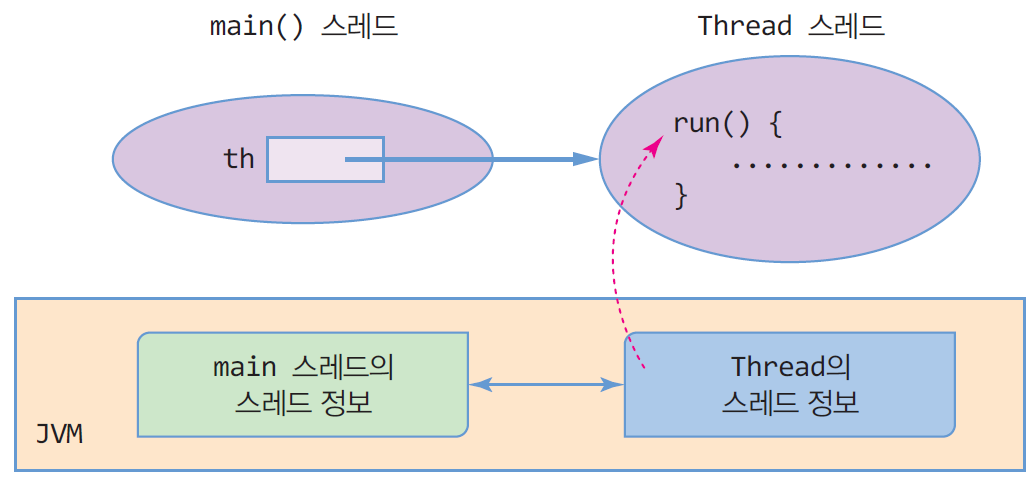 main() 스레드
Thread 스레드
th
run() {
.............
}
main 스레드의
스레드 정보
Thread의
스레드 정보
JVM